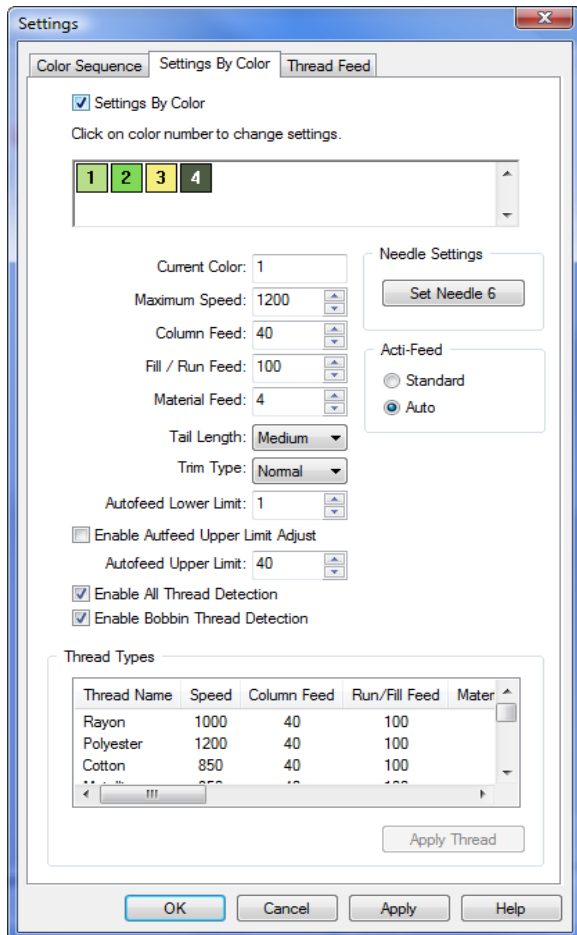 Settings
Color Sequence Settings By Color Thread Feed
Settings By Color
Click on color number to change settings.
1 2 3 4
Current Color: 1
Maximum Speed: 1200
Column Feed: 40
Fill / Run Feed: 100
Material Feed: 4
Tail Length: Medium
Trim Type: Normal
Autofeed Lower Limit: 1
Enable Autfeed Upper Limit Adjust
Autofeed Upper Limit: 40
Enable All Thread Detection
Enable Bobbin Thread Detection
Needle Settings
Set Needle 6
Acti-Feed
Standard
Auto
Thread Types
Thread Name Speed Column Feed Run/Fill Feed Mater
Rayon 1000 40 100
Polyester 1200 40 100
Cotton 850 40 100
Apply Thread
OK Cancel Apply Help